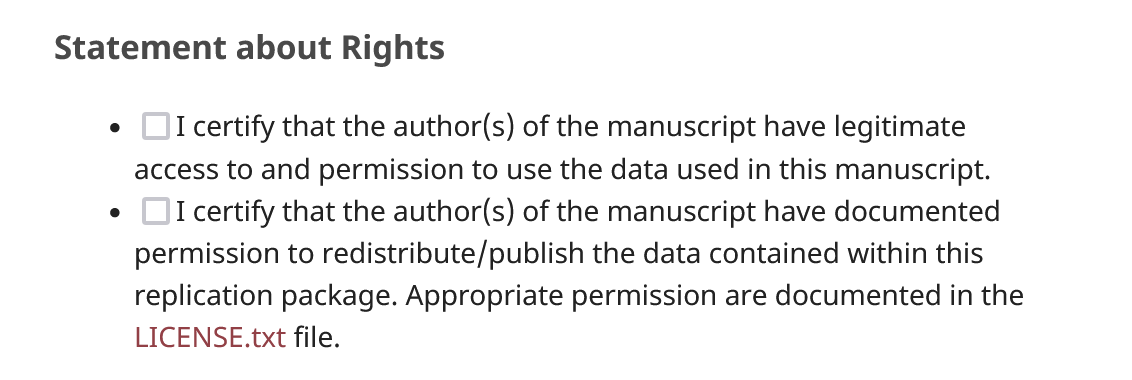 Statement about Rights
• ☐ I certify that the author(s) of the manuscript have legitimate
access to and permission to use the data used in this manuscript.
• ☐ I certify that the author(s) of the manuscript have documented
permission to redistribute/publish the data contained within this
replication package. Appropriate permission are documented in the
LICENSE.txt file.